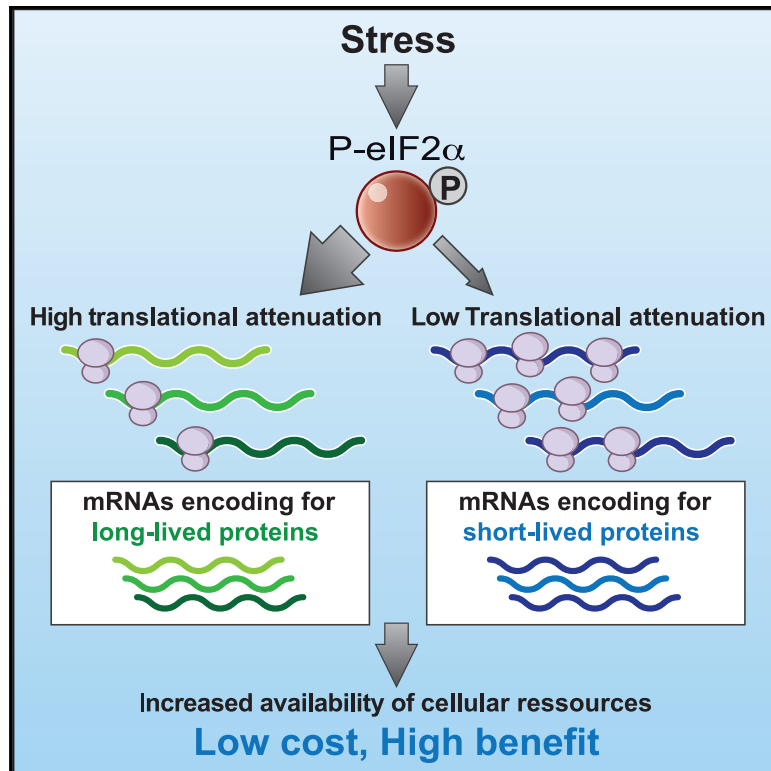 Stress
P-eIF2α
P
High translational attenuation
Low Translational attenuation
mRNAs encoding for
long-lived proteins
mRNAs encoding for
short-lived proteins
Increased availability of cellular ressources
Low cost, High benefit